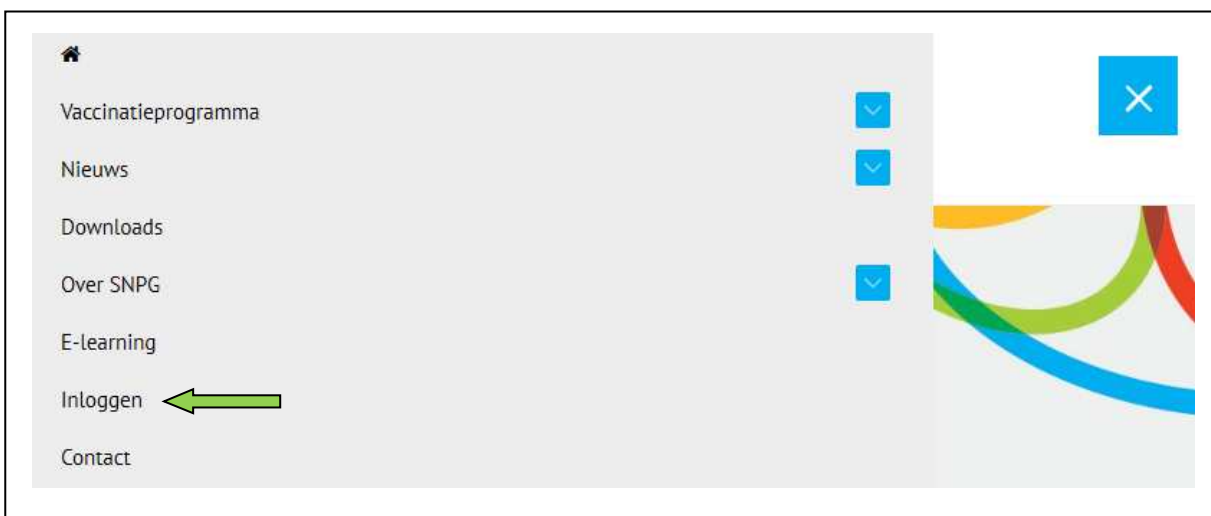 Vaccinatieprogramma
Nieuws
Downloads
Over SNPG
E-learning
Inloggen
Contact